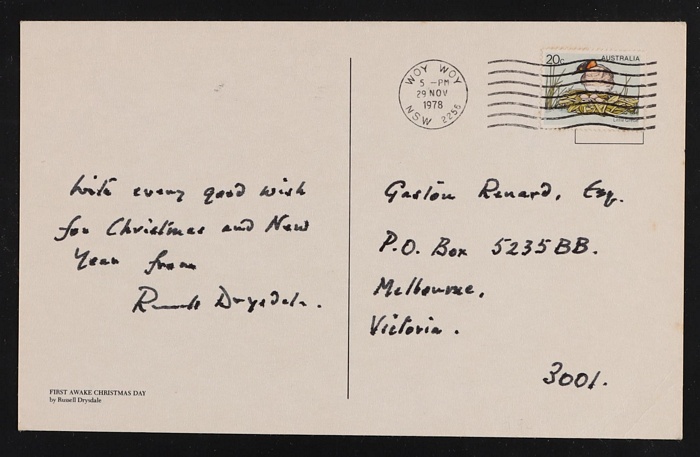 WOY WOY
5 - PM
29 NOV
1978
NSW 2256
20c AUSTRALIA
With every good wish
for Christmas and New
Year from
Russell Drysdale.
Gaston Renard, Esq.
P.O. Box 5235BB.
Melbourne,
Victoria.
3001.
FIRST AWAKE CHRISTMAS DAY
by Russell Drysdale